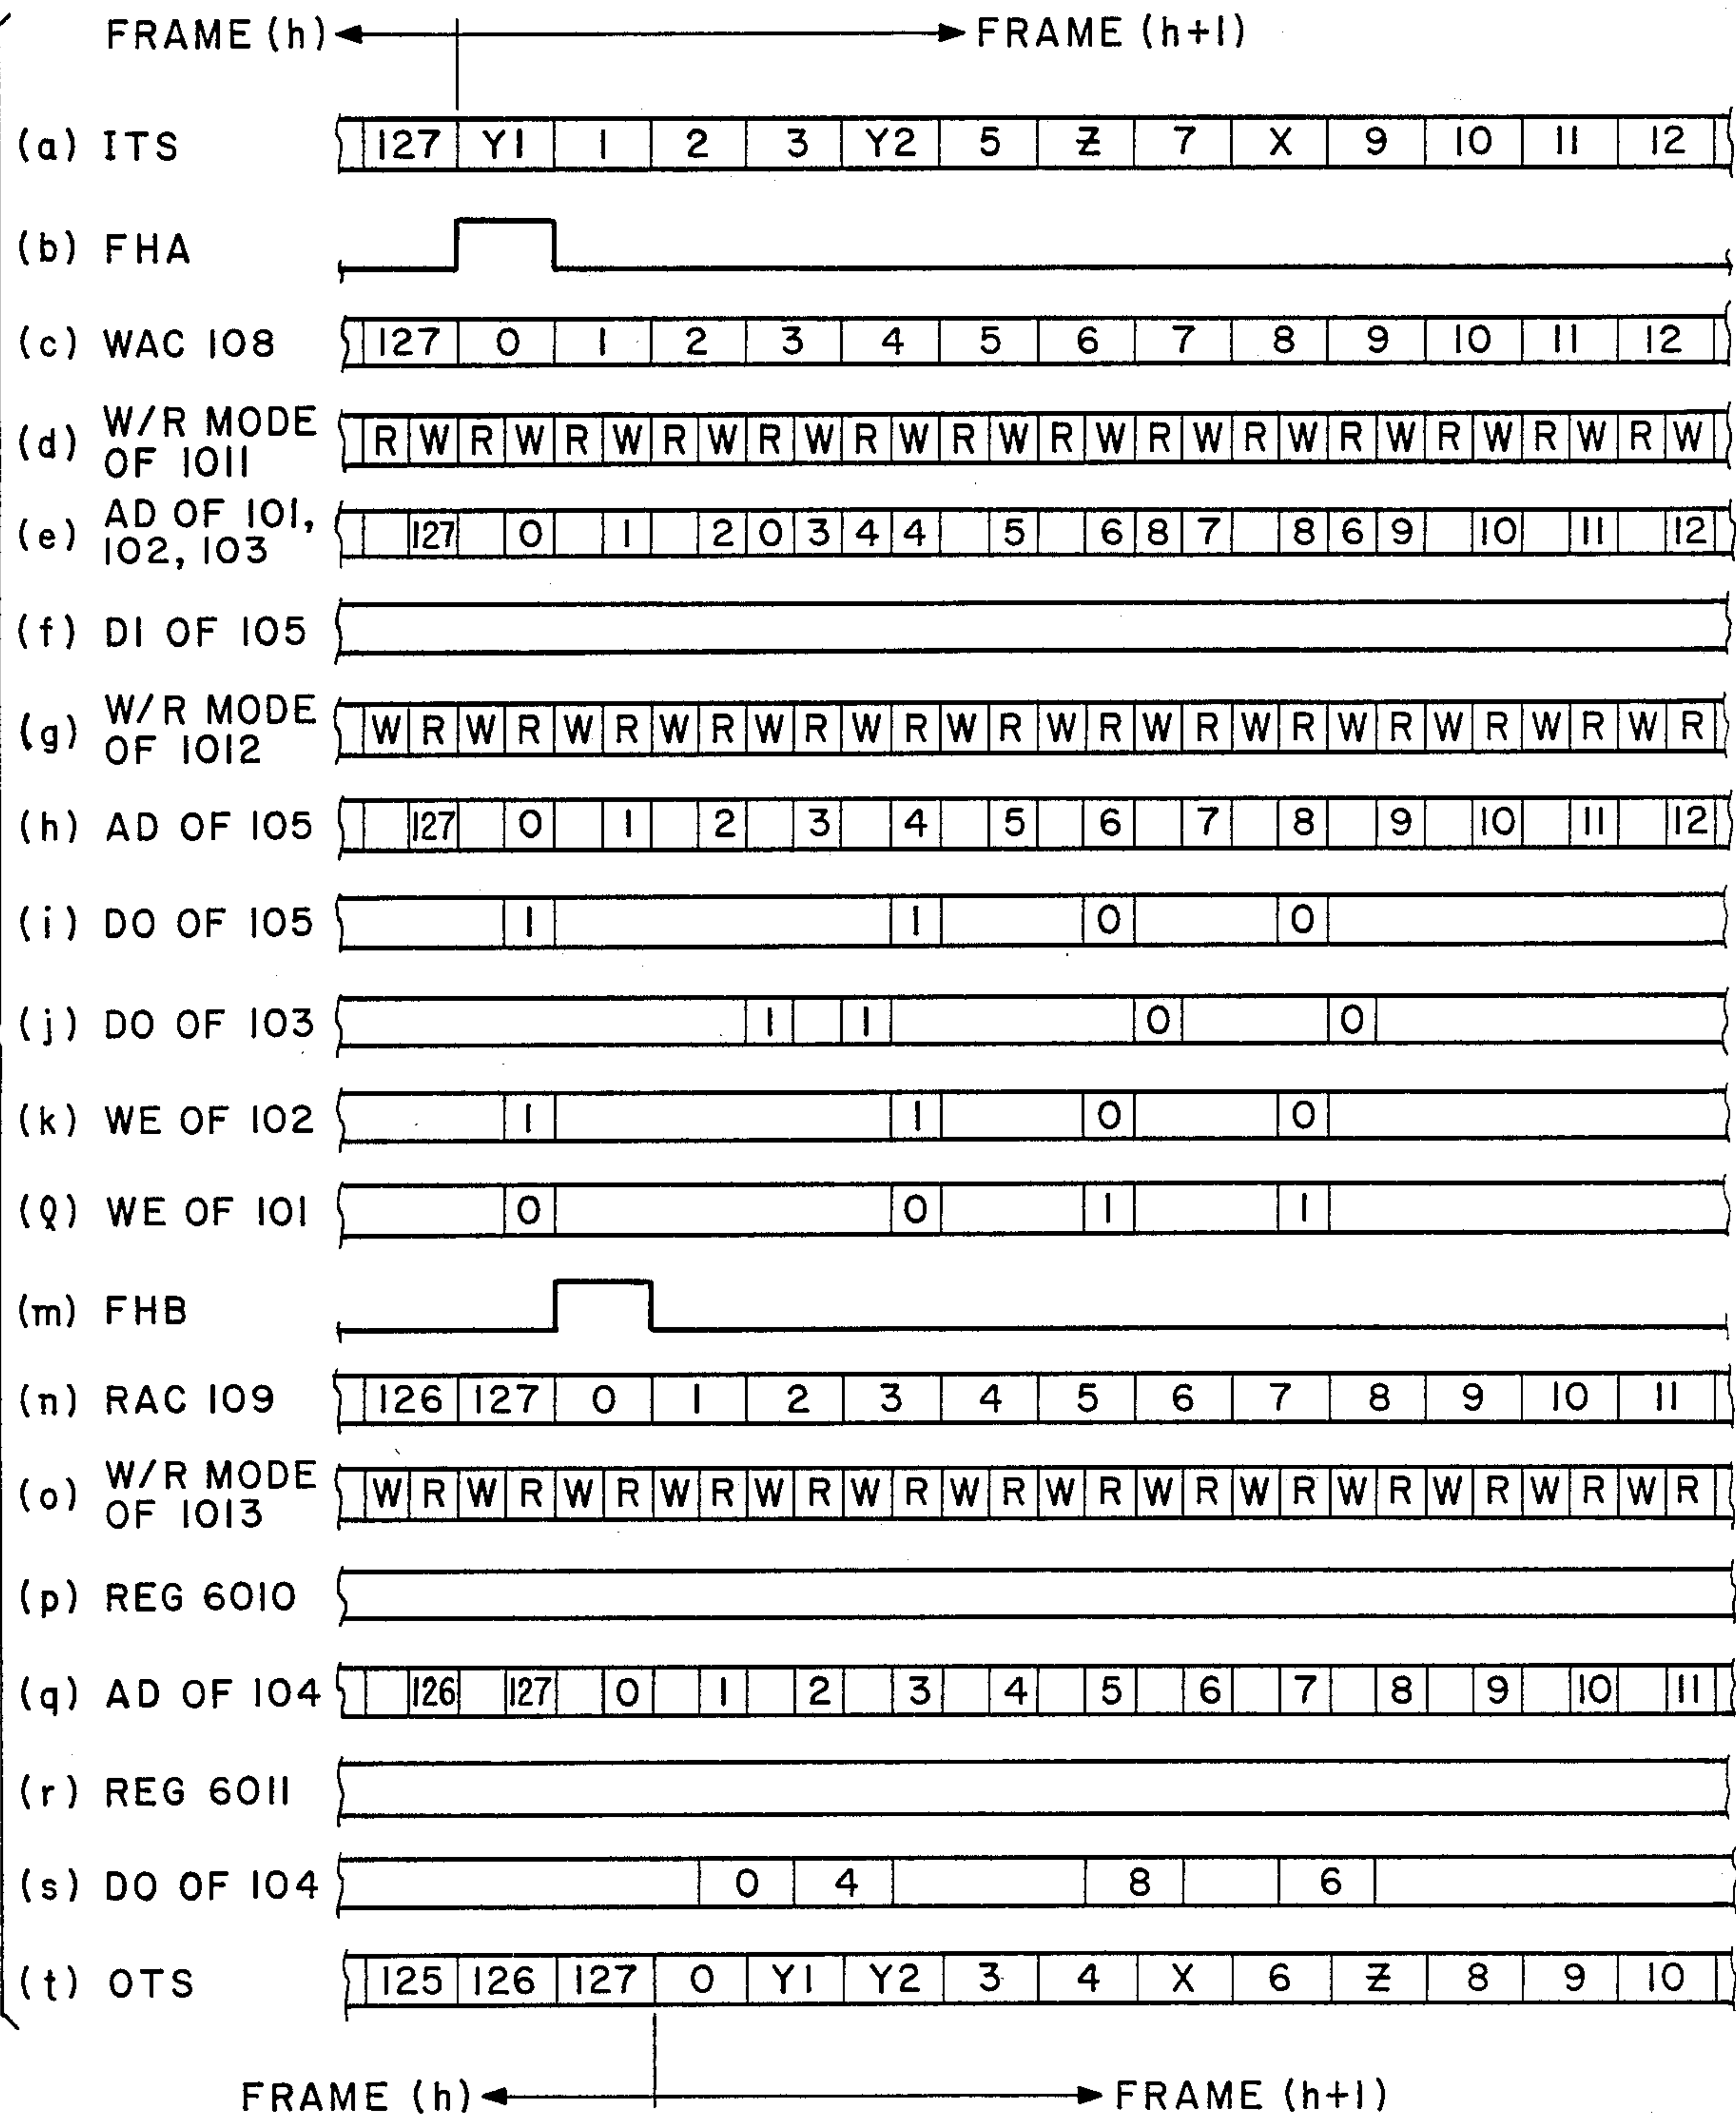 FRAME (h) FRAME (h+1)
(a) ITS 127 Y1 1 2 3 Y2 5 Z 7 X 9 10 11 12
(b) FHA
(c) WAC 108 127 0 1 2 3 4 5 6 7 8 9 10 11 12
(d) W/R MODE OF 1011 R W R W R W R W R W R W R W R W R W R W R W R W R W R W
(e) AD OF 101, 102, 103 127 0 1 2 0 3 4 4 5 6 8 7 8 6 9 10 11 12
(f) DI OF 105
(g) W/R MODE OF 1012 W R W R W R W R W R W R W R W R W R W R W R W R W R W R
(h) AD OF 105 127 0 1 2 3 4 5 6 7 8 9 10 11 12
(i) DO OF 105 1 1 0 0
(j) DO OF 103 1 1 0 0
(k) WE OF 102 1 1 0 0
(l) WE OF 101 0 0 1 1
(m) FHB
(n) RAC 109 126 127 0 1 2 3 4 5 6 7 8 9 10 11
(o) W/R MODE OF 1013 W R W R W R W R W R W R W R W R W R W R W R W R W R W R
(p) REG 6010
(q) AD OF 104 126 127 0 1 2 3 4 5 6 7 8 9 10 11
(r) REG 6011
(s) DO OF 104 0 4 8 6
(t) OTS 125 126 127 0 Y1 Y2 3 4 X 6 Z 8 9 10
FRAME (h) FRAME (h+1)